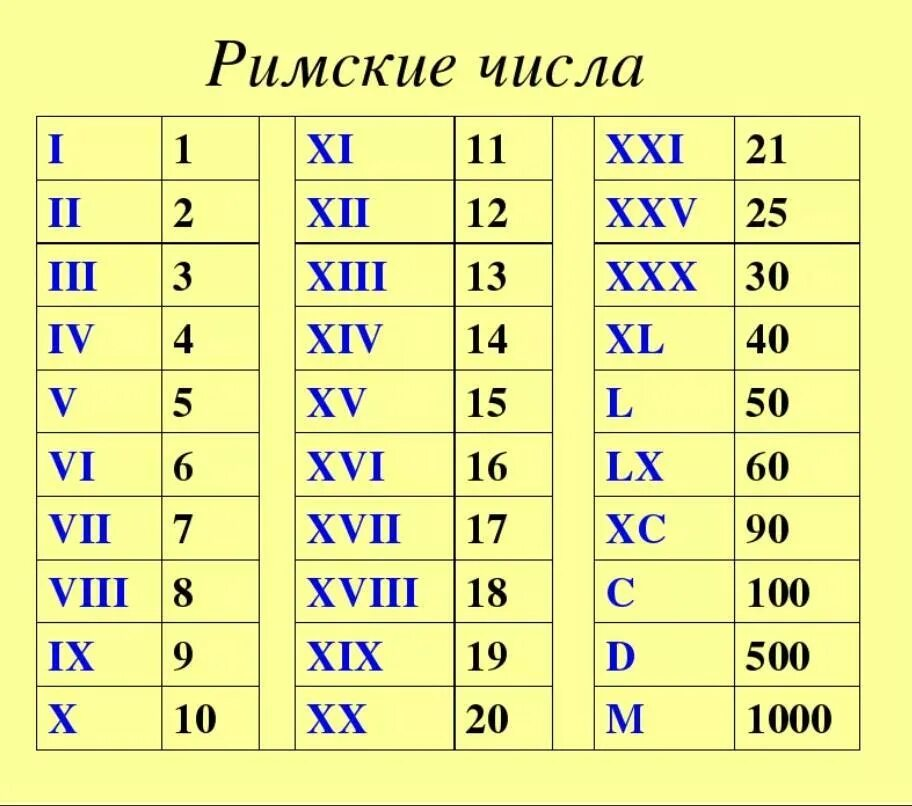 Римские числа
I 1 XI 11 XXI 21
II 2 XII 12 XXV 25
III 3 XIII 13 XXX 30
IV 4 XIV 14 XL 40
V 5 XV 15 L 50
VI 6 XVI 16 LX 60
VII 7 XVII 17 XC 90
VIII 8 XVIII 18 C 100
IX 9 XIX 19 D 500
X 10 XX 20 M 1000